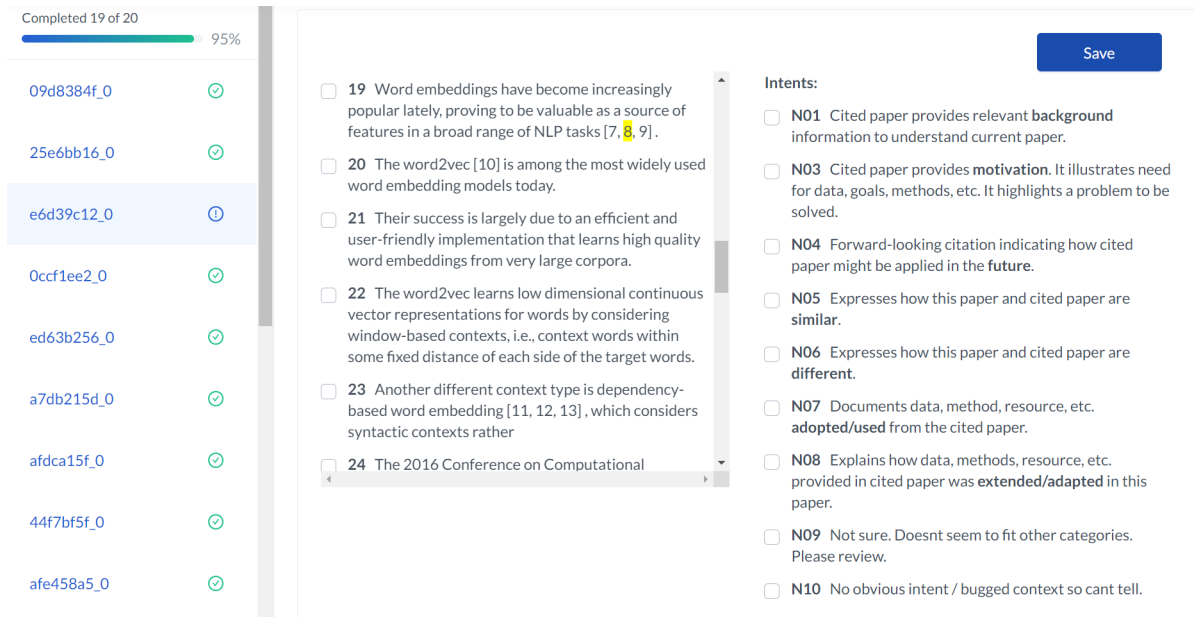 Completed 19 of 20
95%
09d8384f_0
25e6bb16_0
e6d39c12_0
0ccf1ee2_0
ed63b256_0
a7db215d_0
afdca15f_0
44f7bf5f_0
afe458a5_0
19 Word embeddings have become increasingly
popular lately, proving to be valuable as a source of
features in a broad range of NLP tasks [7, 8, 9] .
20 The word2vec [10] is among the most widely used
word embedding models today.
21 Their success is largely due to an efficient and
user-friendly implementation that learns high quality
word embeddings from very large corpora.
22 The word2vec learns low dimensional continuous
vector representations for words by considering
window-based contexts, i.e., context words within
some fixed distance of each side of the target words.
23 Another different context type is dependency-
based word embedding [11, 12, 13] , which considers
syntactic contexts rather
24 The 2016 Conference on Computational
Save
Intents:
N01 Cited paper provides relevant background
information to understand current paper.
N03 Cited paper provides motivation. It illustrates need
for data, goals, methods, etc. It highlights a problem to be
solved.
N04 Forward-looking citation indicating how cited
paper might be applied in the future.
N05 Expresses how this paper and cited paper are
similar.
N06 Expresses how this paper and cited paper are
different.
N07 Documents data, method, resource, etc.
adopted/used from the cited paper.
N08 Explains how data, methods, resource, etc.
provided in cited paper was extended/adapted in this
paper.
N09 Not sure. Doesnt seem to fit other categories.
Please review.
N10 No obvious intent / bugged context so cant tell.